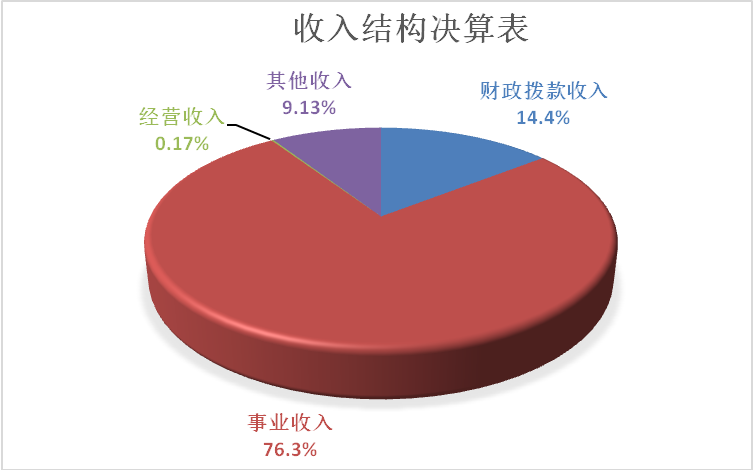 收入结构决算表
其他收入
9.13%
财政拨款收入
14.4%
经营收入
0.17%
事业收入
76.3%